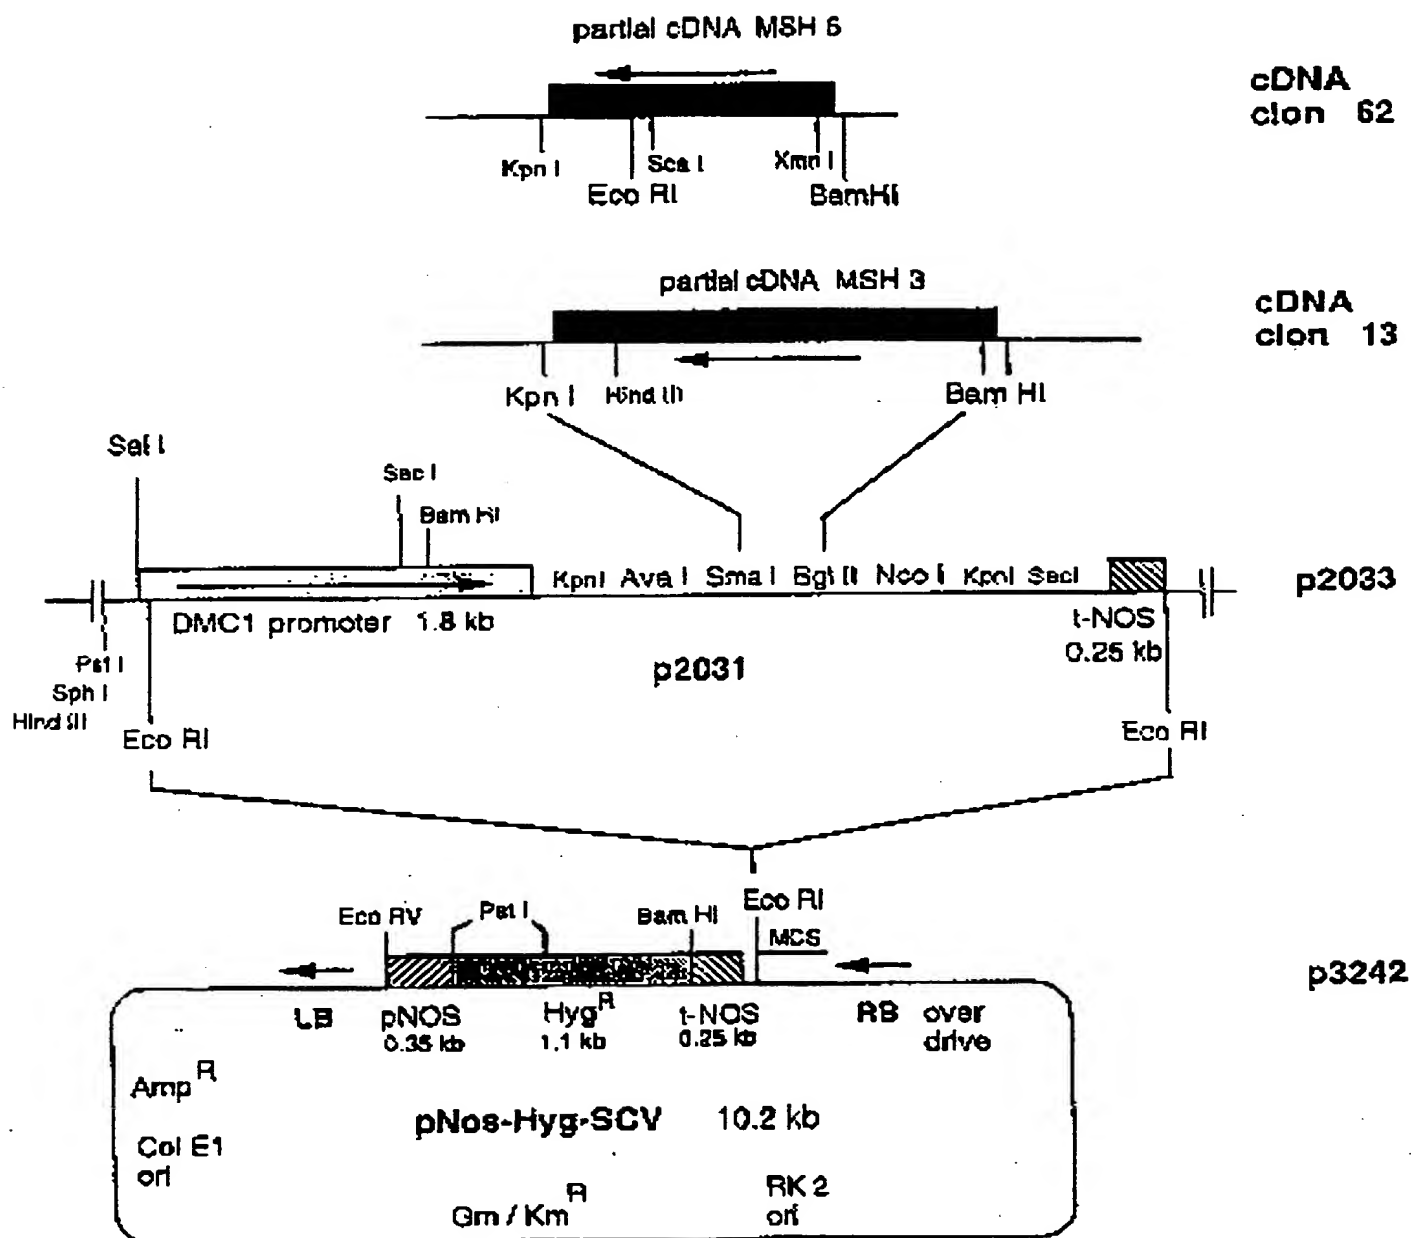 partial cDNA MSH 6
cDNA
clon 62
Kpn I
Sca I
Xmn I
Eco RI
BamHI
partial cDNA MSH 3
cDNA
clon 13
Kpn I
Hind III
Bam HI
Sal I
Sac I
Bam HI
KpnI Ava I Sma I Bgl II Nco I KpnI SacI
p2033
DMC1 promoter 1.8 kb
t-NOS
0.25 kb
p2031
Pst I
Sph I
Hind III
Eco RI
Eco RI
Eco RV
Pst I
Bam HI
Eco RI
MCS
p3242
LB
pNOS
0.35 kb
Hyg R
1.1 kb
t-NOS
0.25 kb
RB
over
drive
Amp R
pNos-Hyg-SCV 10.2 kb
Col E1
ori
Gm / Km R
RK 2
ori